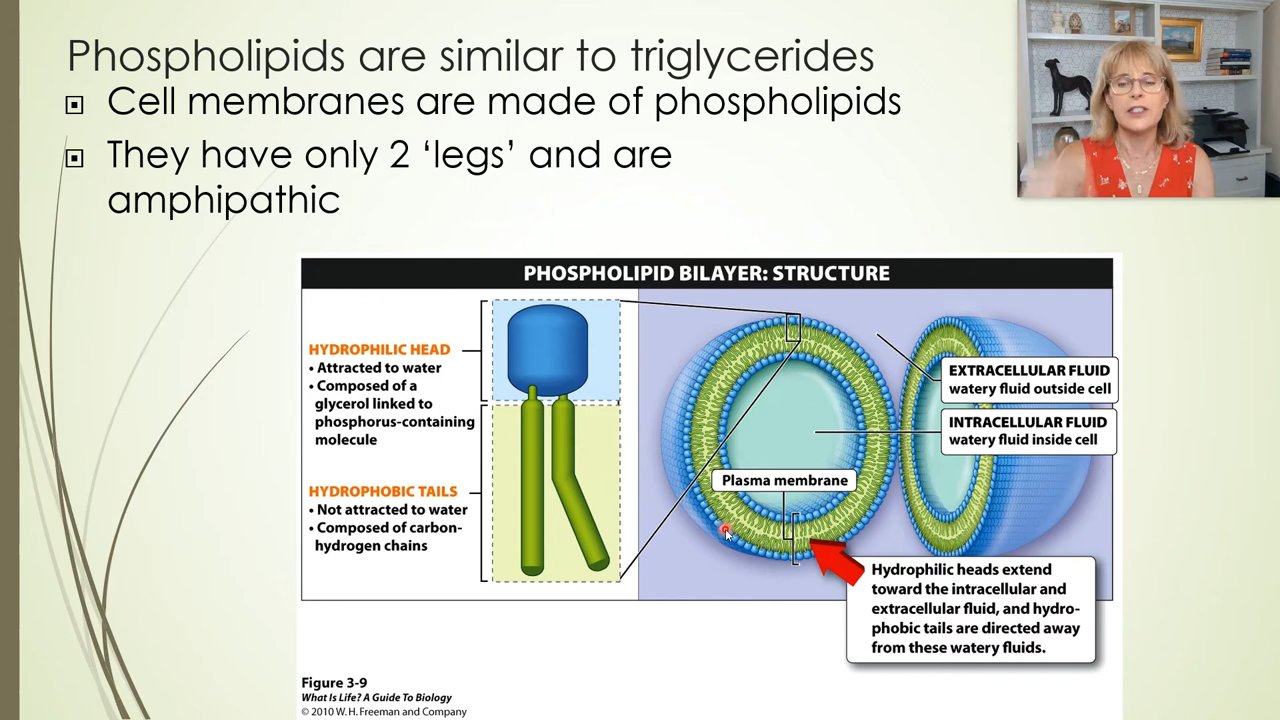 Phospholipids are similar to triglycerides
Cell membranes are made of phospholipids
They have only 2 ‘legs’ and are
amphipathic
PHOSPHOLIPID BILAYER: STRUCTURE
HYDROPHILIC HEAD
• Attracted to water
• Composed of a
glycerol linked to
phosphorus-containing
molecule
HYDROPHOBIC TAILS
• Not attracted to water
• Composed of carbon-
hydrogen chains
EXTRACELLULAR FLUID
watery fluid outside cell
INTRACELLULAR FLUID
watery fluid inside cell
Plasma membrane
Hydrophilic heads extend
toward the intracellular and
extracellular fluid, and hydro-
phobic tails are directed away
from these watery fluids.
Figure 3-9
What Is Life? A Guide To Biology
© 2010 W. H. Freeman and Company